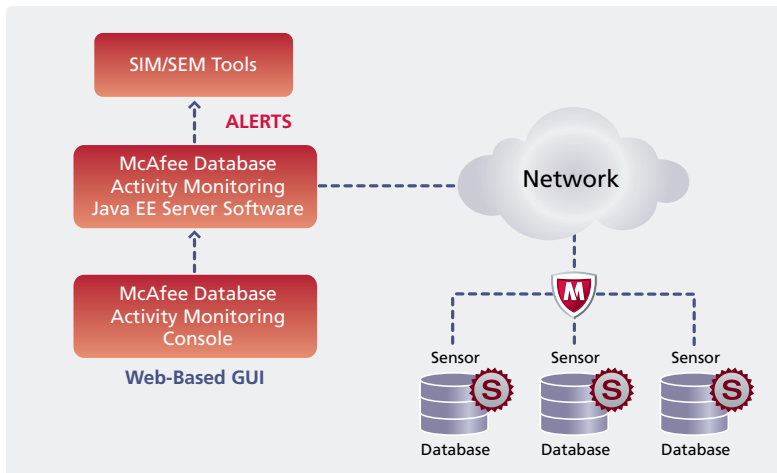 SIM/SEM Tools
ALERTS
McAfee Database
Activity Monitoring
Java EE Server Software
Network
McAfee Database
Activity Monitoring
Console
Web-Based GUI
M
Sensor
Sensor
Sensor
S
S
S
Database
Database
Database